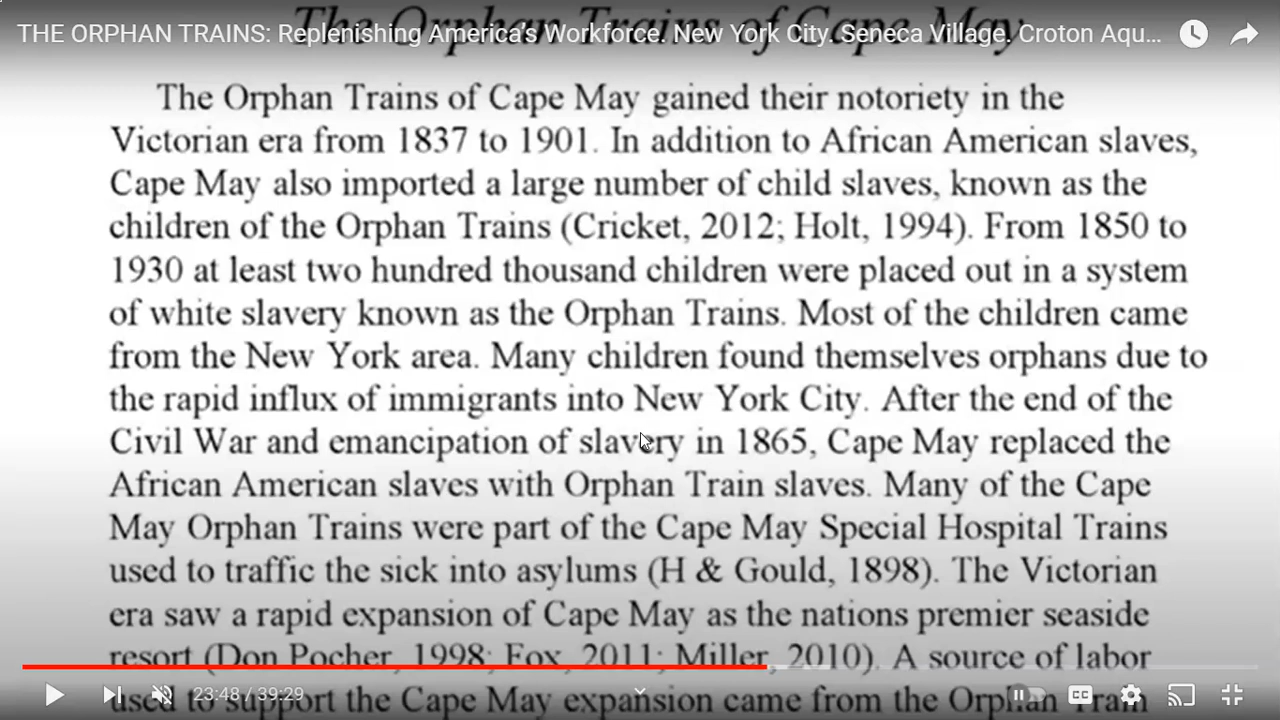 The Orphan Trains of Cape May
THE ORPHAN TRAINS: Replenishing America's Workforce. New York City. Seneca Village. Croton Aqu...
The Orphan Trains of Cape May gained their notoriety in the
Victorian era from 1837 to 1901. In addition to African American slaves,
Cape May also imported a large number of child slaves, known as the
children of the Orphan Trains (Cricket, 2012; Holt, 1994). From 1850 to
1930 at least two hundred thousand children were placed out in a system
of white slavery known as the Orphan Trains. Most of the children came
from the New York area. Many children found themselves orphans due to
the rapid influx of immigrants into New York City. After the end of the
Civil War and emancipation of slavery in 1865, Cape May replaced the
African American slaves with Orphan Train slaves. Many of the Cape
May Orphan Trains were part of the Cape May Special Hospital Trains
used to traffic the sick into asylums (H & Gould, 1898). The Victorian
era saw a rapid expansion of Cape May as the nations premier seaside
resort (Don Pocher, 1998; Fox, 2011; Miller, 2010). A source of labor
used to support the Cape May expansion came from the Orphan Train
23:48 / 39:29
CC